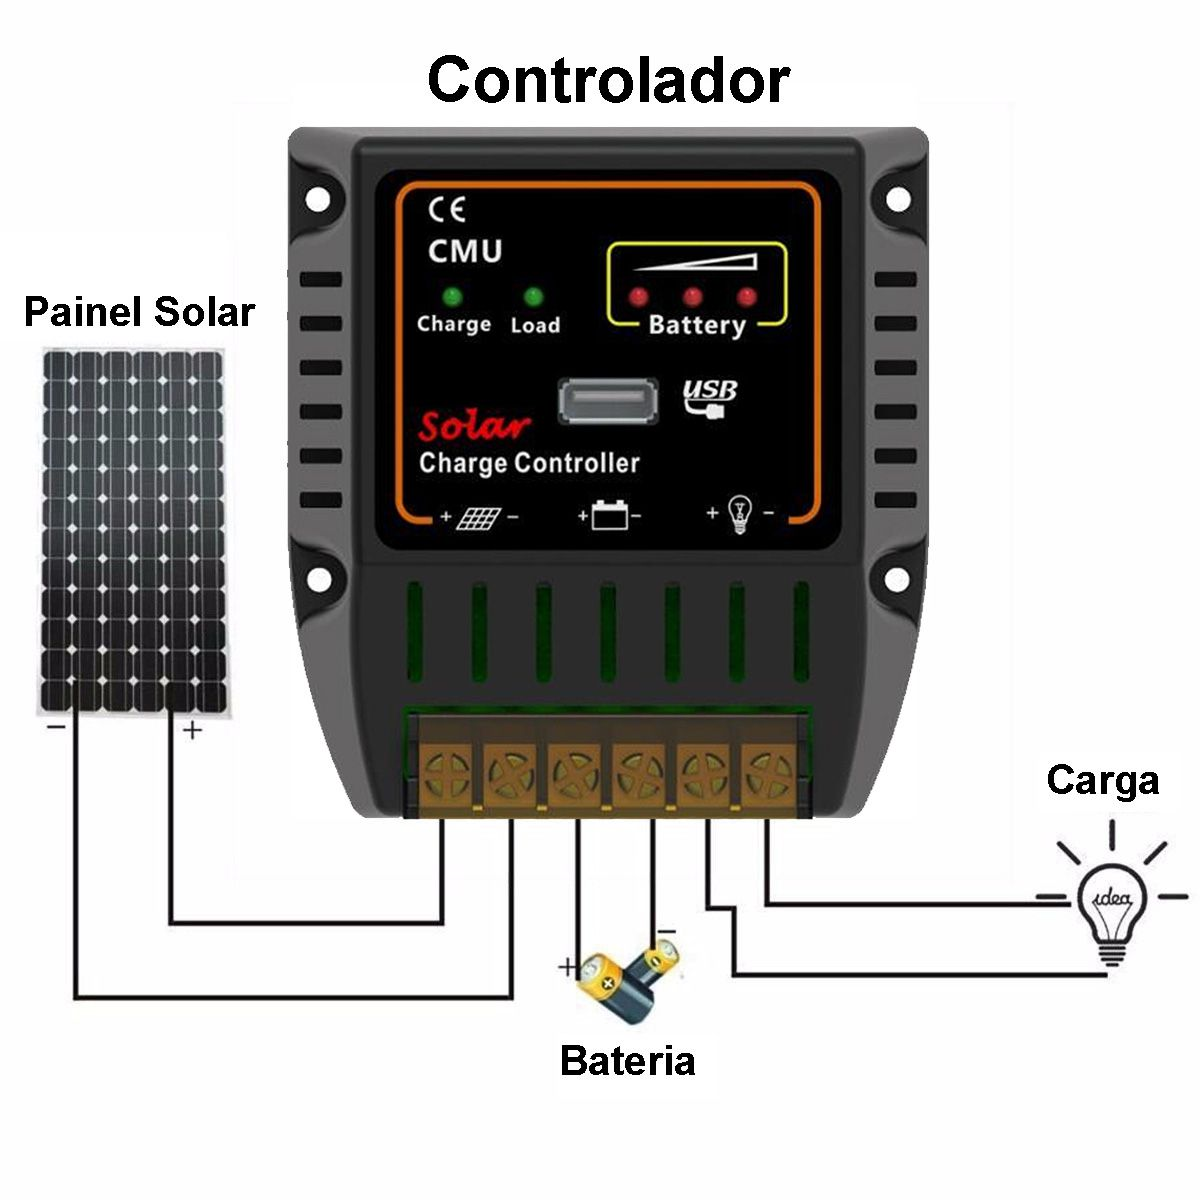 Controlador
CE
CMU
Painel Solar
Charge
Load
Battery
USB
Solar
Charge Controller
+ -
+ -
+ -
- +
Carga
idea
+ -
+
Bateria